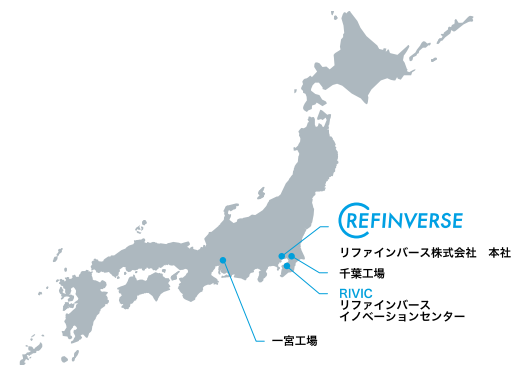 REFINVERSE
リファインバース株式会社　本社
千葉工場
RIVIC
リファインバース
イノベーションセンター
一宮工場